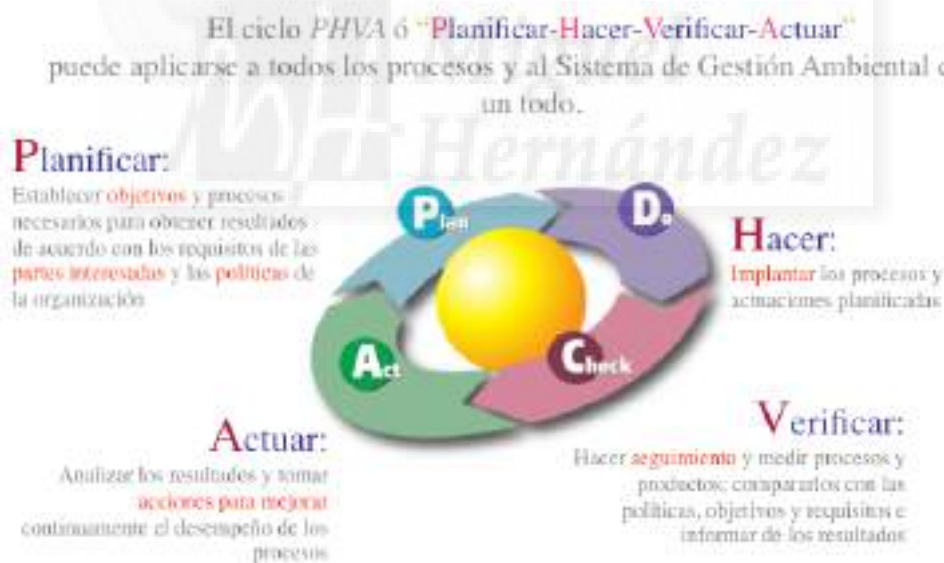 El ciclo PHVA ó “Planificar-Hacer-Verificar-Actuar“
puede aplicarse a todos los procesos y al Sistema de Gestión Ambiental c
un todo.
Miguel
Hernández
Planificar:
Establecer objetivos y procesos
necesarios para obtener resultados
de acuerdo con los requisitos de las
partes interesadas y las políticas de
la organización
Plan
Do
Hacer:
Implantar los procesos y
actuaciones planificadas
Act
Check
Actuar:
Analizar los resultados y tomar
acciones para mejorar
continuamente el desempeño de los
procesos
Verificar:
Hacer seguimiento y medir procesos y
productos; compararlos con las
políticas, objetivos y requisitos e
informar de los resultados